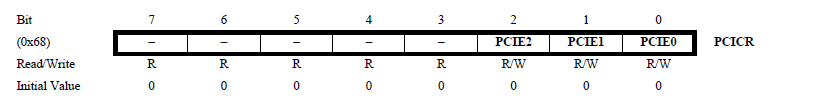 Bit 7 6 5 4 3 2 1 0
(0x68) – – – – – PCIE2 PCIE1 PCIE0 PCICR
Read/Write R R R R R R/W R/W R/W
Initial Value 0 0 0 0 0 0 0 0